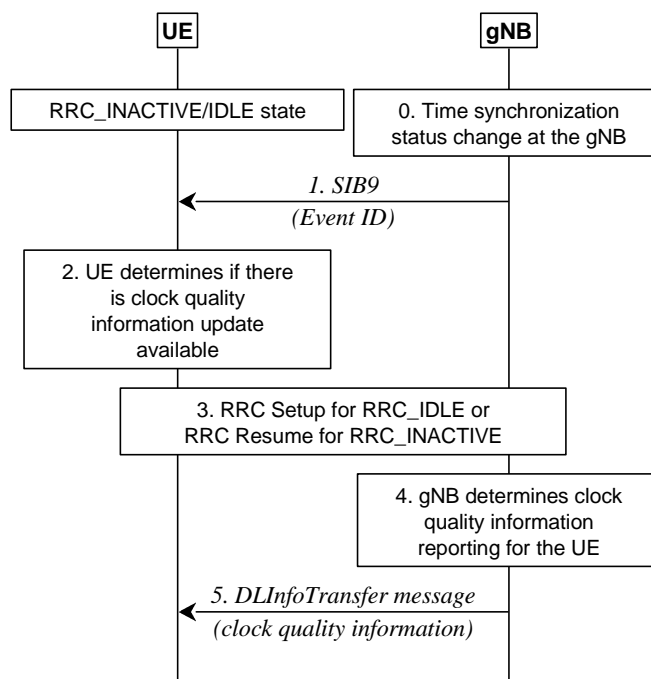 UE
gNB
RRC_INACTIVE/IDLE state
0. Time synchronization
status change at the gNB
1. SIB9
(Event ID)
2. UE determines if there
is clock quality
information update
available
3. RRC Setup for RRC_IDLE or
RRC Resume for RRC_INACTIVE
4. gNB determines clock
quality information
reporting for the UE
5. DLInfoTransfer message
(clock quality information)